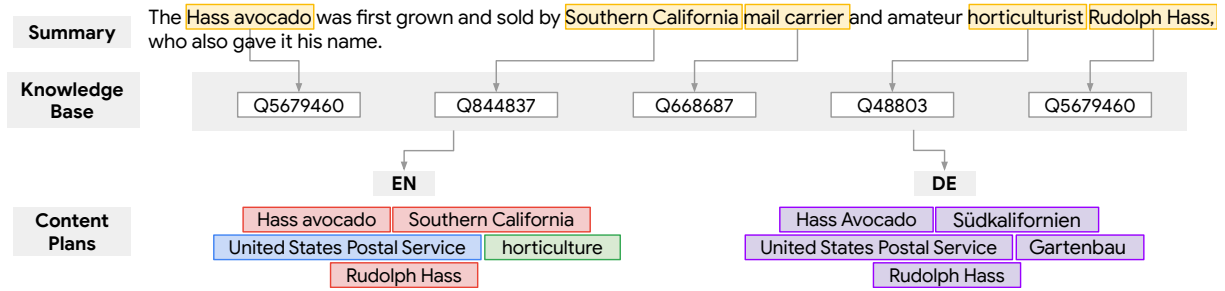 Summary
The Hass avocado was first grown and sold by Southern California mail carrier and amateur horticulturist Rudolph Hass,
who also gave it his name.
Knowledge
Base
Q5679460 Q844837 Q668687 Q48803 Q5679460
EN DE
Content
Plans
Hass avocado Southern California
United States Postal Service horticulture
Rudolph Hass
Hass Avocado Südkalifornien
United States Postal Service Gartenbau
Rudolph Hass